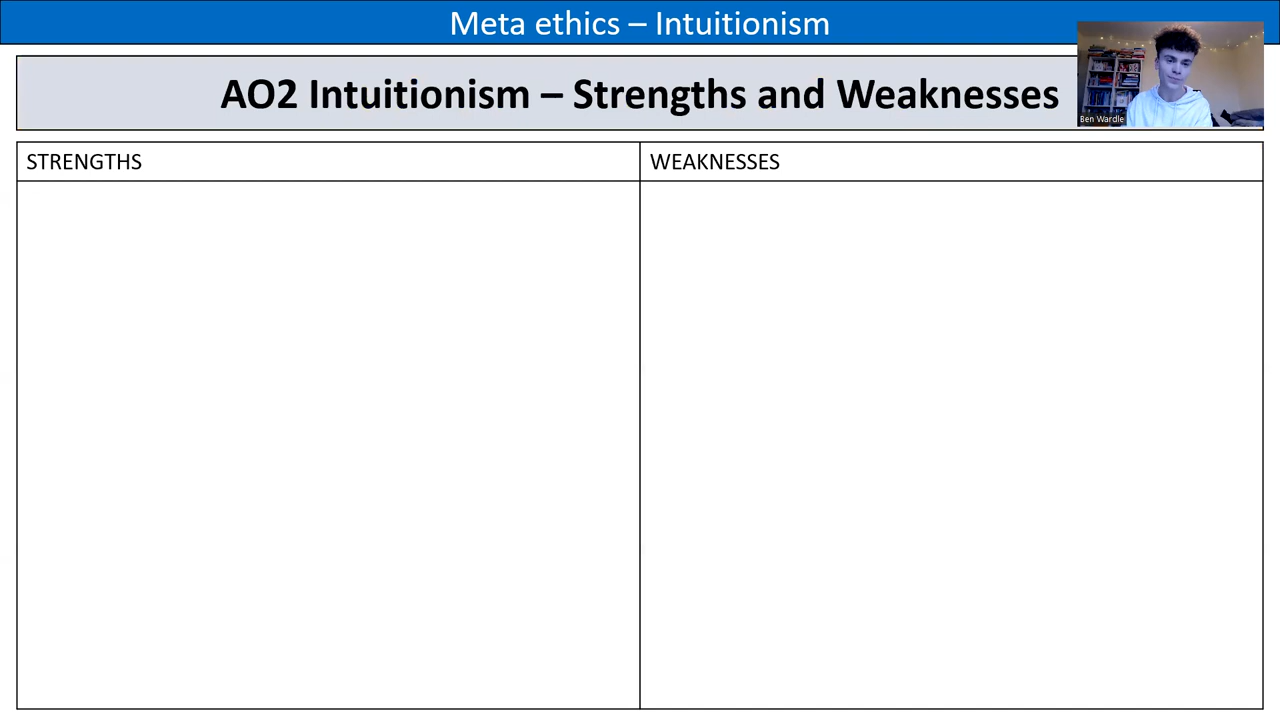 Meta ethics – Intuitionism
AO2 Intuitionism – Strengths and Weaknesses
Ben Wardle
STRENGTHS
WEAKNESSES